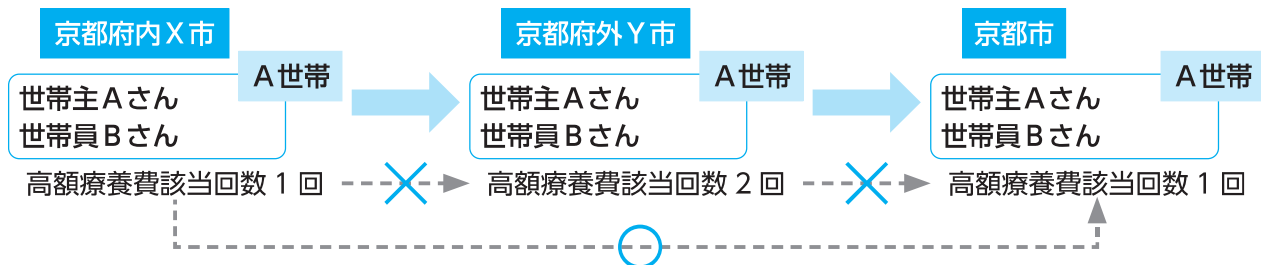 京都府内X市
A世帯
世帯主Aさん
世帯員Bさん
高額療養費該当回数1回
京都府外Y市
A世帯
世帯主Aさん
世帯員Bさん
高額療養費該当回数2回
京都市
A世帯
世帯主Aさん
世帯員Bさん
高額療養費該当回数1回